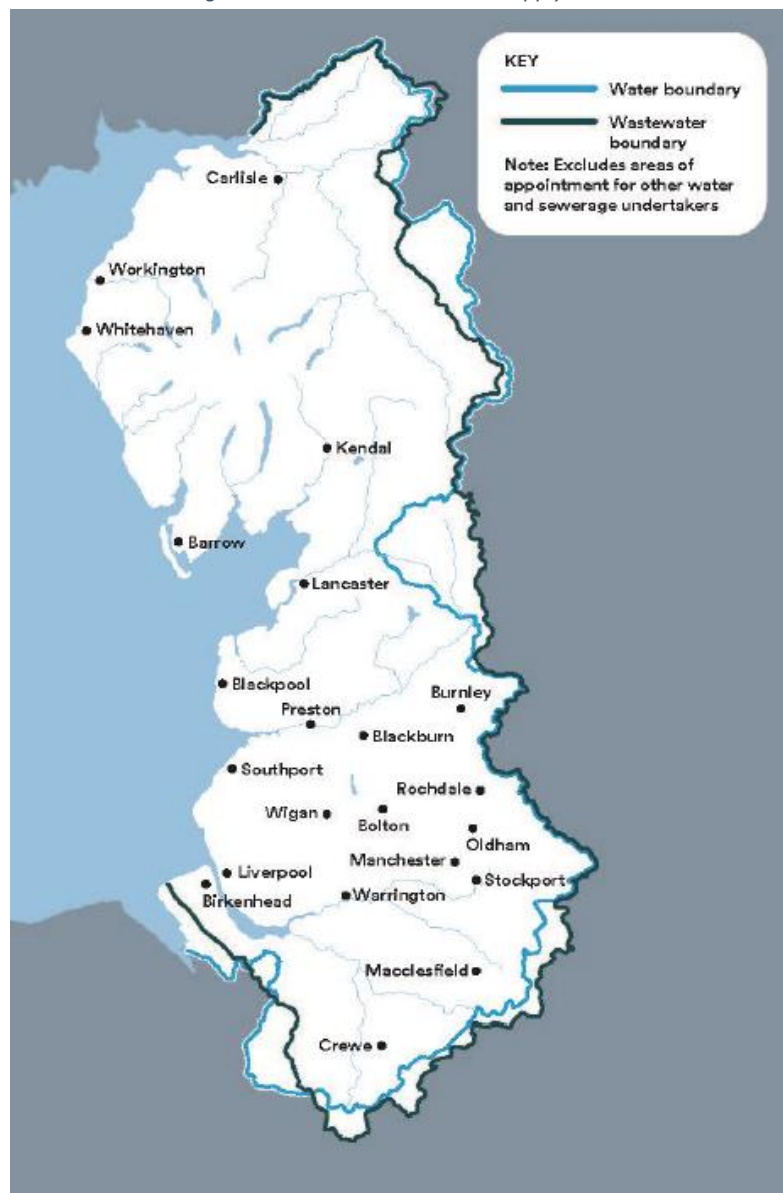 KEY
Water boundary
Wastewater
boundary
Note: Excludes areas of
appointment for other water
and sewerage undertakers
Carlisle
Workington
Whitehaven
Kendal
Barrow
Lancaster
Blackpool
Burnley
Preston
Blackburn
Southport
Rochdale
Wigan
Bolton
Oldham
Manchester
Liverpool
Stockport
Birkenhead
Warrington
Macclesfield
Crewe